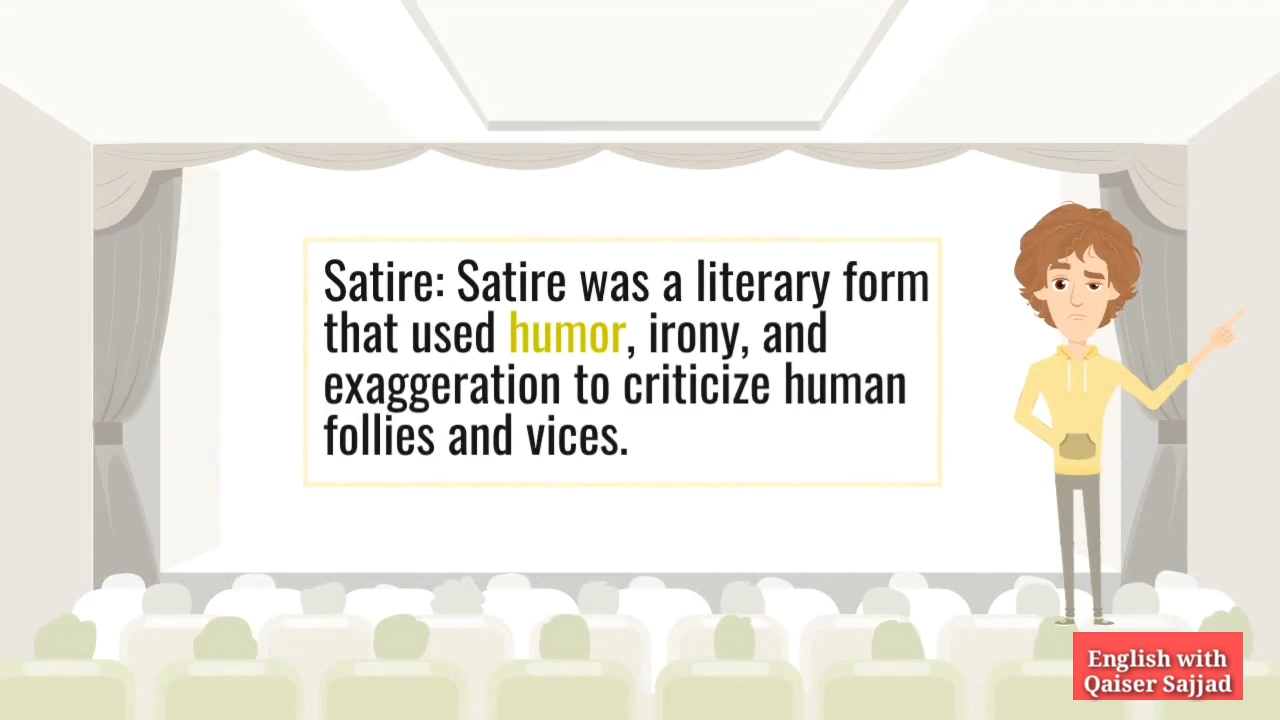 Satire: Satire was a literary form
that used humor, irony, and
exaggeration to criticize human
follies and vices.
English with
Qaiser Sajjad